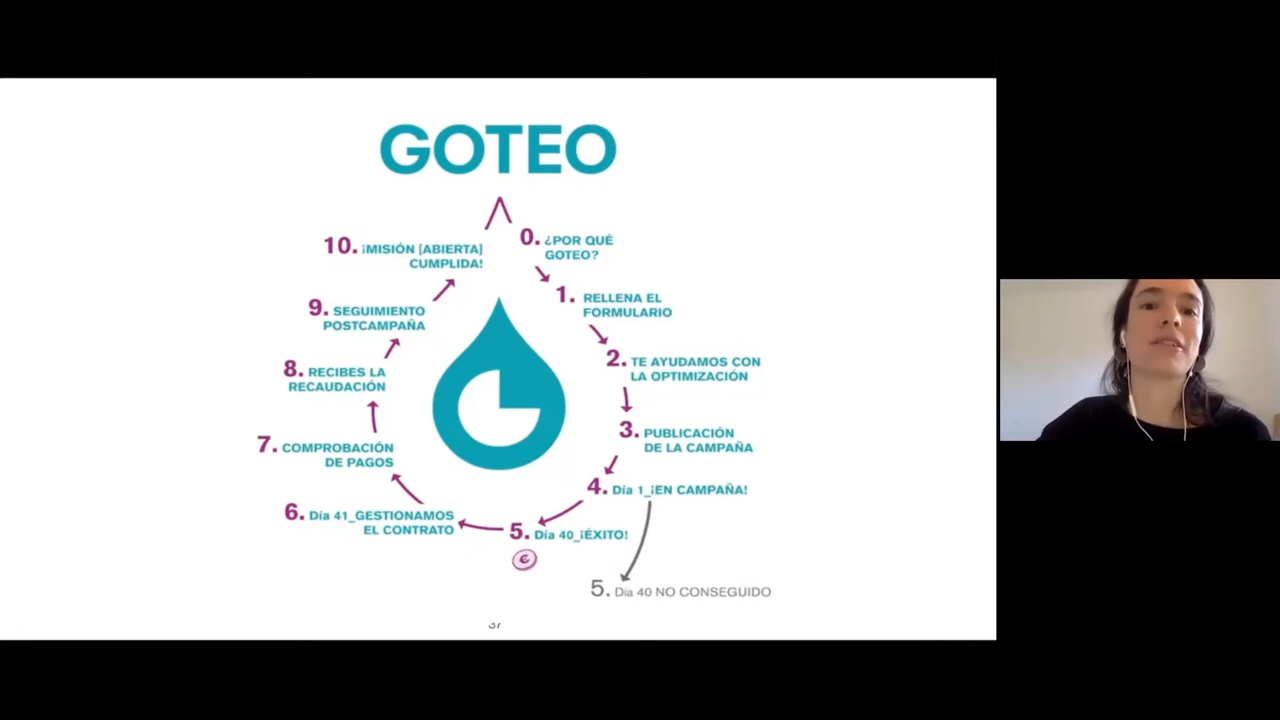 GOTEO
0. ¿POR QUÉ
GOTEO?
1. RELLENA EL
FORMULARIO
2. TE AYUDAMOS CON
LA OPTIMIZACIÓN
3. PUBLICACIÓN
DE LA CAMPAÑA
4. Día 1_¡EN CAMPAÑA!
5. Día 40_¡ÉXITO!
5. Día 40 NO CONSEGUIDO
6. Día 41_GESTIONAMOS
EL CONTRATO
7. COMPROBACIÓN
DE PAGOS
8. RECIBES LA
RECAUDACIÓN
9. SEGUIMIENTO
POSTCAMPAÑA
10. ¡MISIÓN [ABIERTA]
CUMPLIDA!